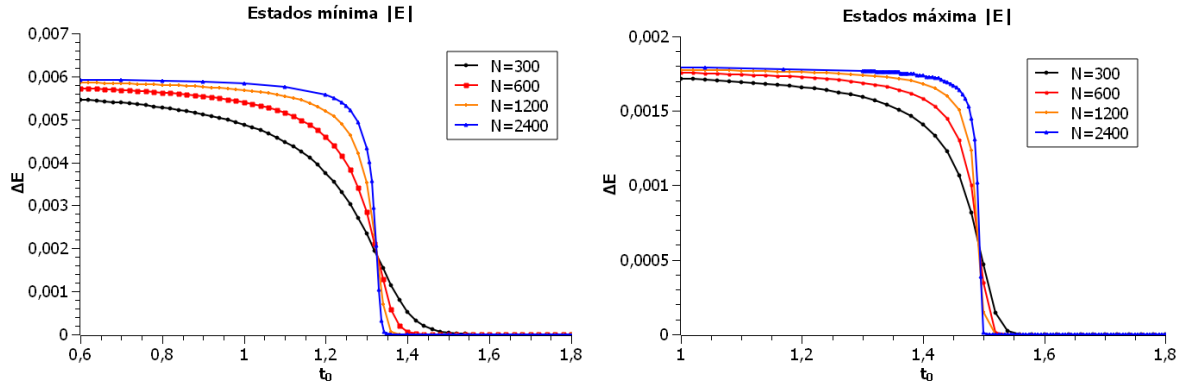 Estados mínima |E|
0,007
0,006
0,005
0,004
0,003
0,002
0,001
0
ΔE
0,6 0,8 1 1,2 1,4 1,6 1,8
t0
N=300
N=600
N=1200
N=2400
Estados máxima |E|
0,002
0,0015
0,001
0,0005
0
ΔE
1 1,2 1,4 1,6 1,8
t0
N=300
N=600
N=1200
N=2400